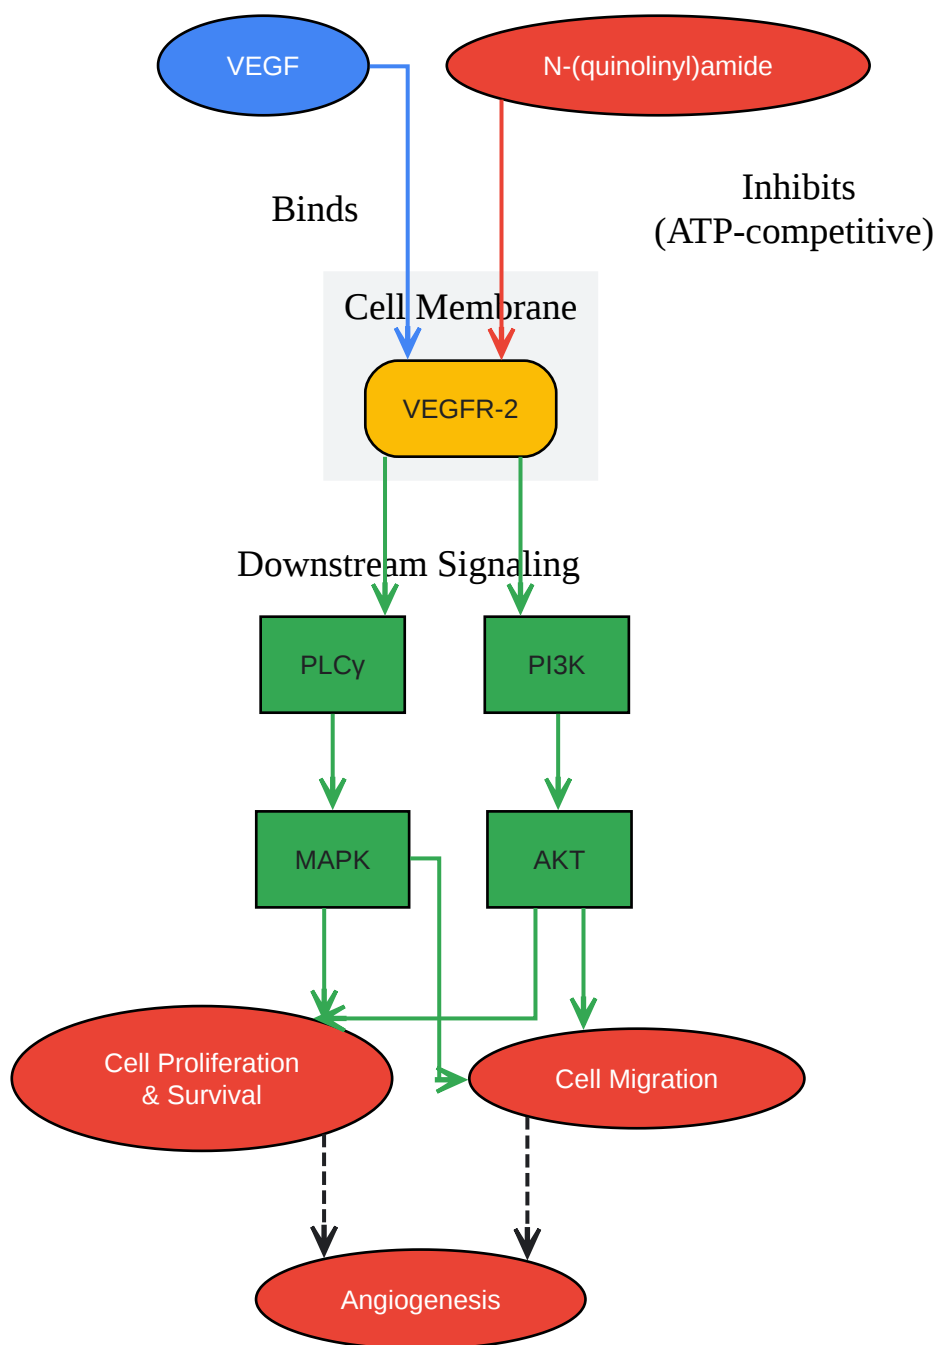 VEGF
N-(quinolinyl)amide
Inhibits
(ATP-competitive)
Binds
Cell Membrane
VEGFR-2
Downstream Signaling
PLCγ
PI3K
MAPK
AKT
Cell Proliferation
& Survival
Cell Migration
Angiogenesis